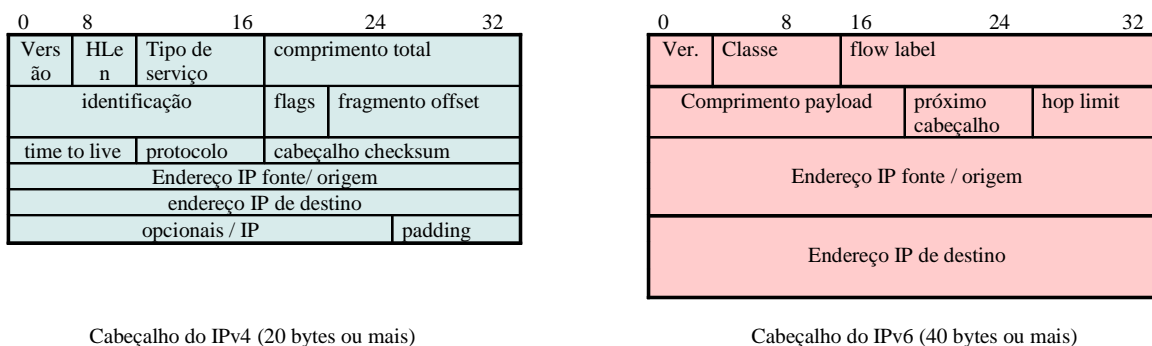 0 8 16 24 32
Vers HLe Tipo de comprimento total
ão n serviço
identificação flags fragmento offset
time to live protocolo cabeçalho checksum
Endereço IP fonte/ origem
endereço IP de destino
opcionais / IP padding
Cabeçalho do IPv4 (20 bytes ou mais)
0 8 16 24 32
Ver. Classe flow label
Comprimento payload próximo hop limit
cabeçalho
Endereço IP fonte / origem
Endereço IP de destino
Cabeçalho do IPv6 (40 bytes ou mais)